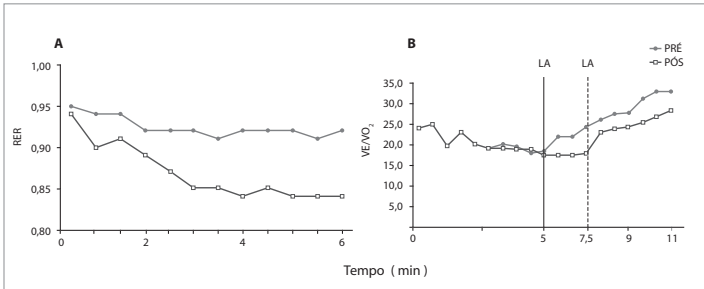 A
RER
1,00
0,95
0,90
0,85
0,80
0
2
4
6
B
PRÉ
PÓS
LA
LA
VE/VO₂
35,0
30,0
25,0
20,0
15,0
10,0
5,0
0
5
7,5
9
11
Tempo ( min )